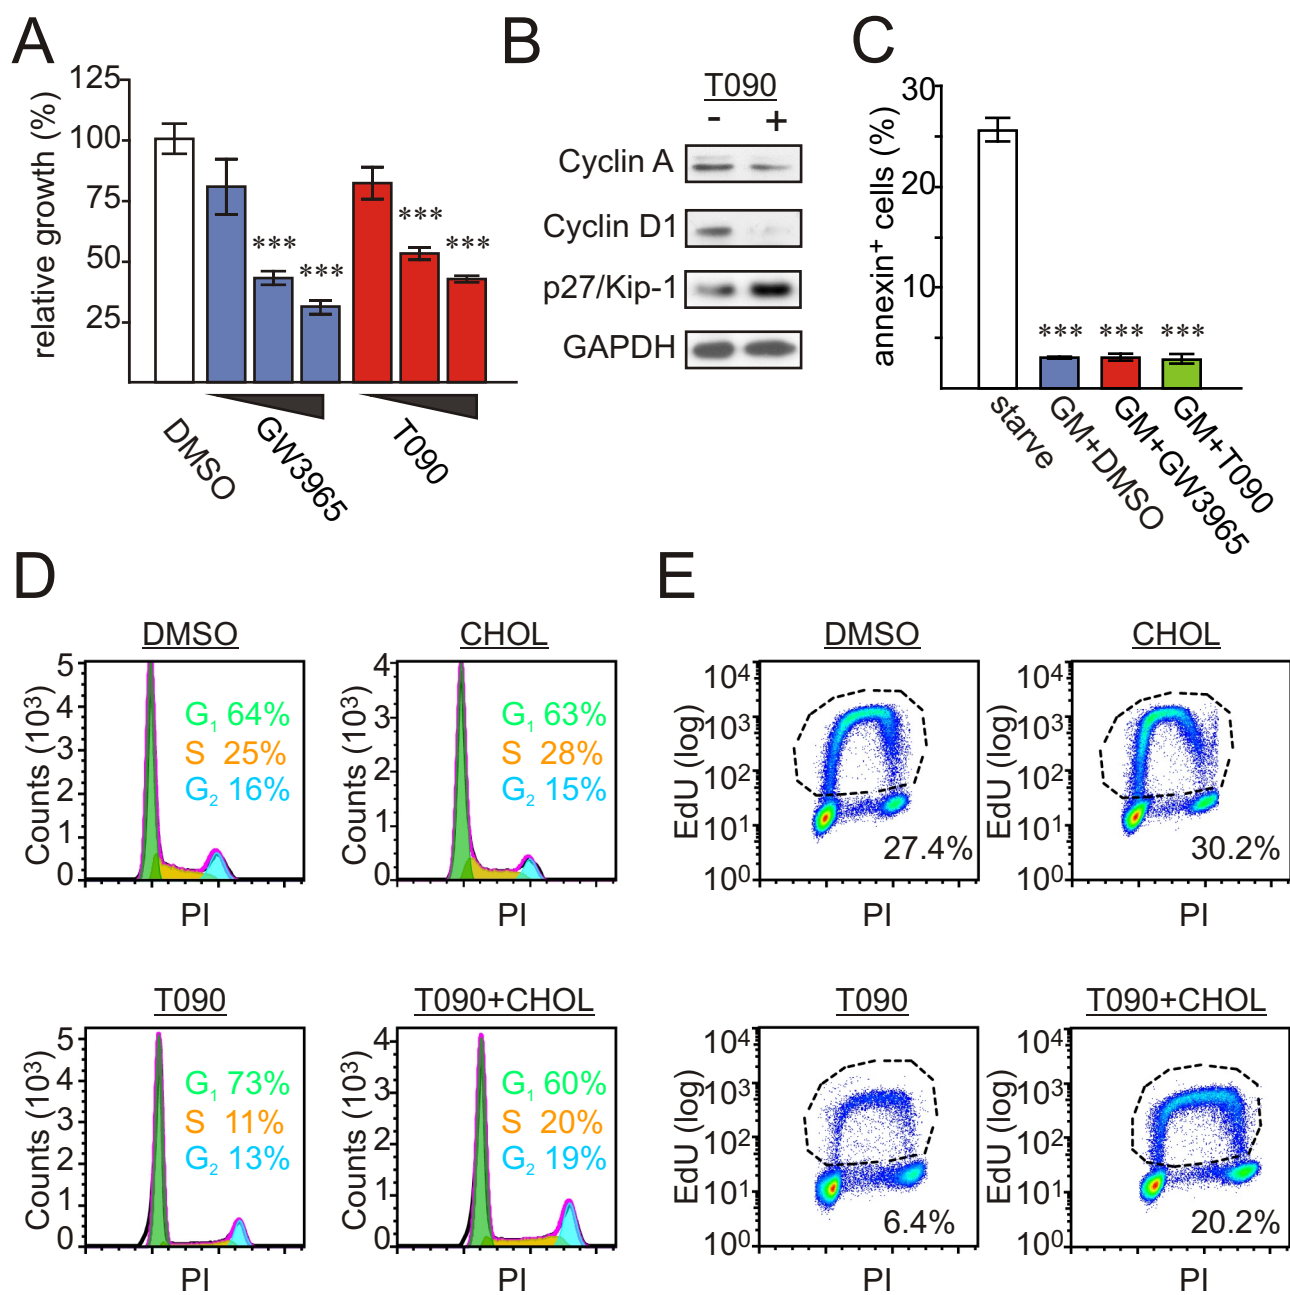 A
relative growth (%)
125
100
75
50
25
***
***
***
***
DMSO
GW3965
T090
B
T090
- +
Cyclin A
Cyclin D1
p27/Kip-1
GAPDH
C
annexin⁺ cells (%)
30
20
10
***
***
***
starve
GM+DMSO
GM+GW3965
GM+T090
D
DMSO
Counts (10³)
5
4
3
2
1
0
G₁ 64%
S 25%
G₂ 16%
PI
CHOL
Counts (10³)
4
3
2
1
0
G₁ 63%
S 28%
G₂ 15%
PI
T090
Counts (10³)
5
4
3
2
1
0
G₁ 73%
S 11%
G₂ 13%
PI
T090+CHOL
Counts (10³)
4
3
2
1
0
G₁ 60%
S 20%
G₂ 19%
PI
E
DMSO
EdU (log)
10⁴
10³
10²
10¹
10⁰
27.4%
PI
CHOL
EdU (log)
10⁴
10³
10²
10¹
10⁰
30.2%
PI
T090
EdU (log)
10⁴
10³
10²
10¹
10⁰
6.4%
PI
T090+CHOL
EdU (log)
10⁴
10³
10²
10¹
10⁰
20.2%
PI